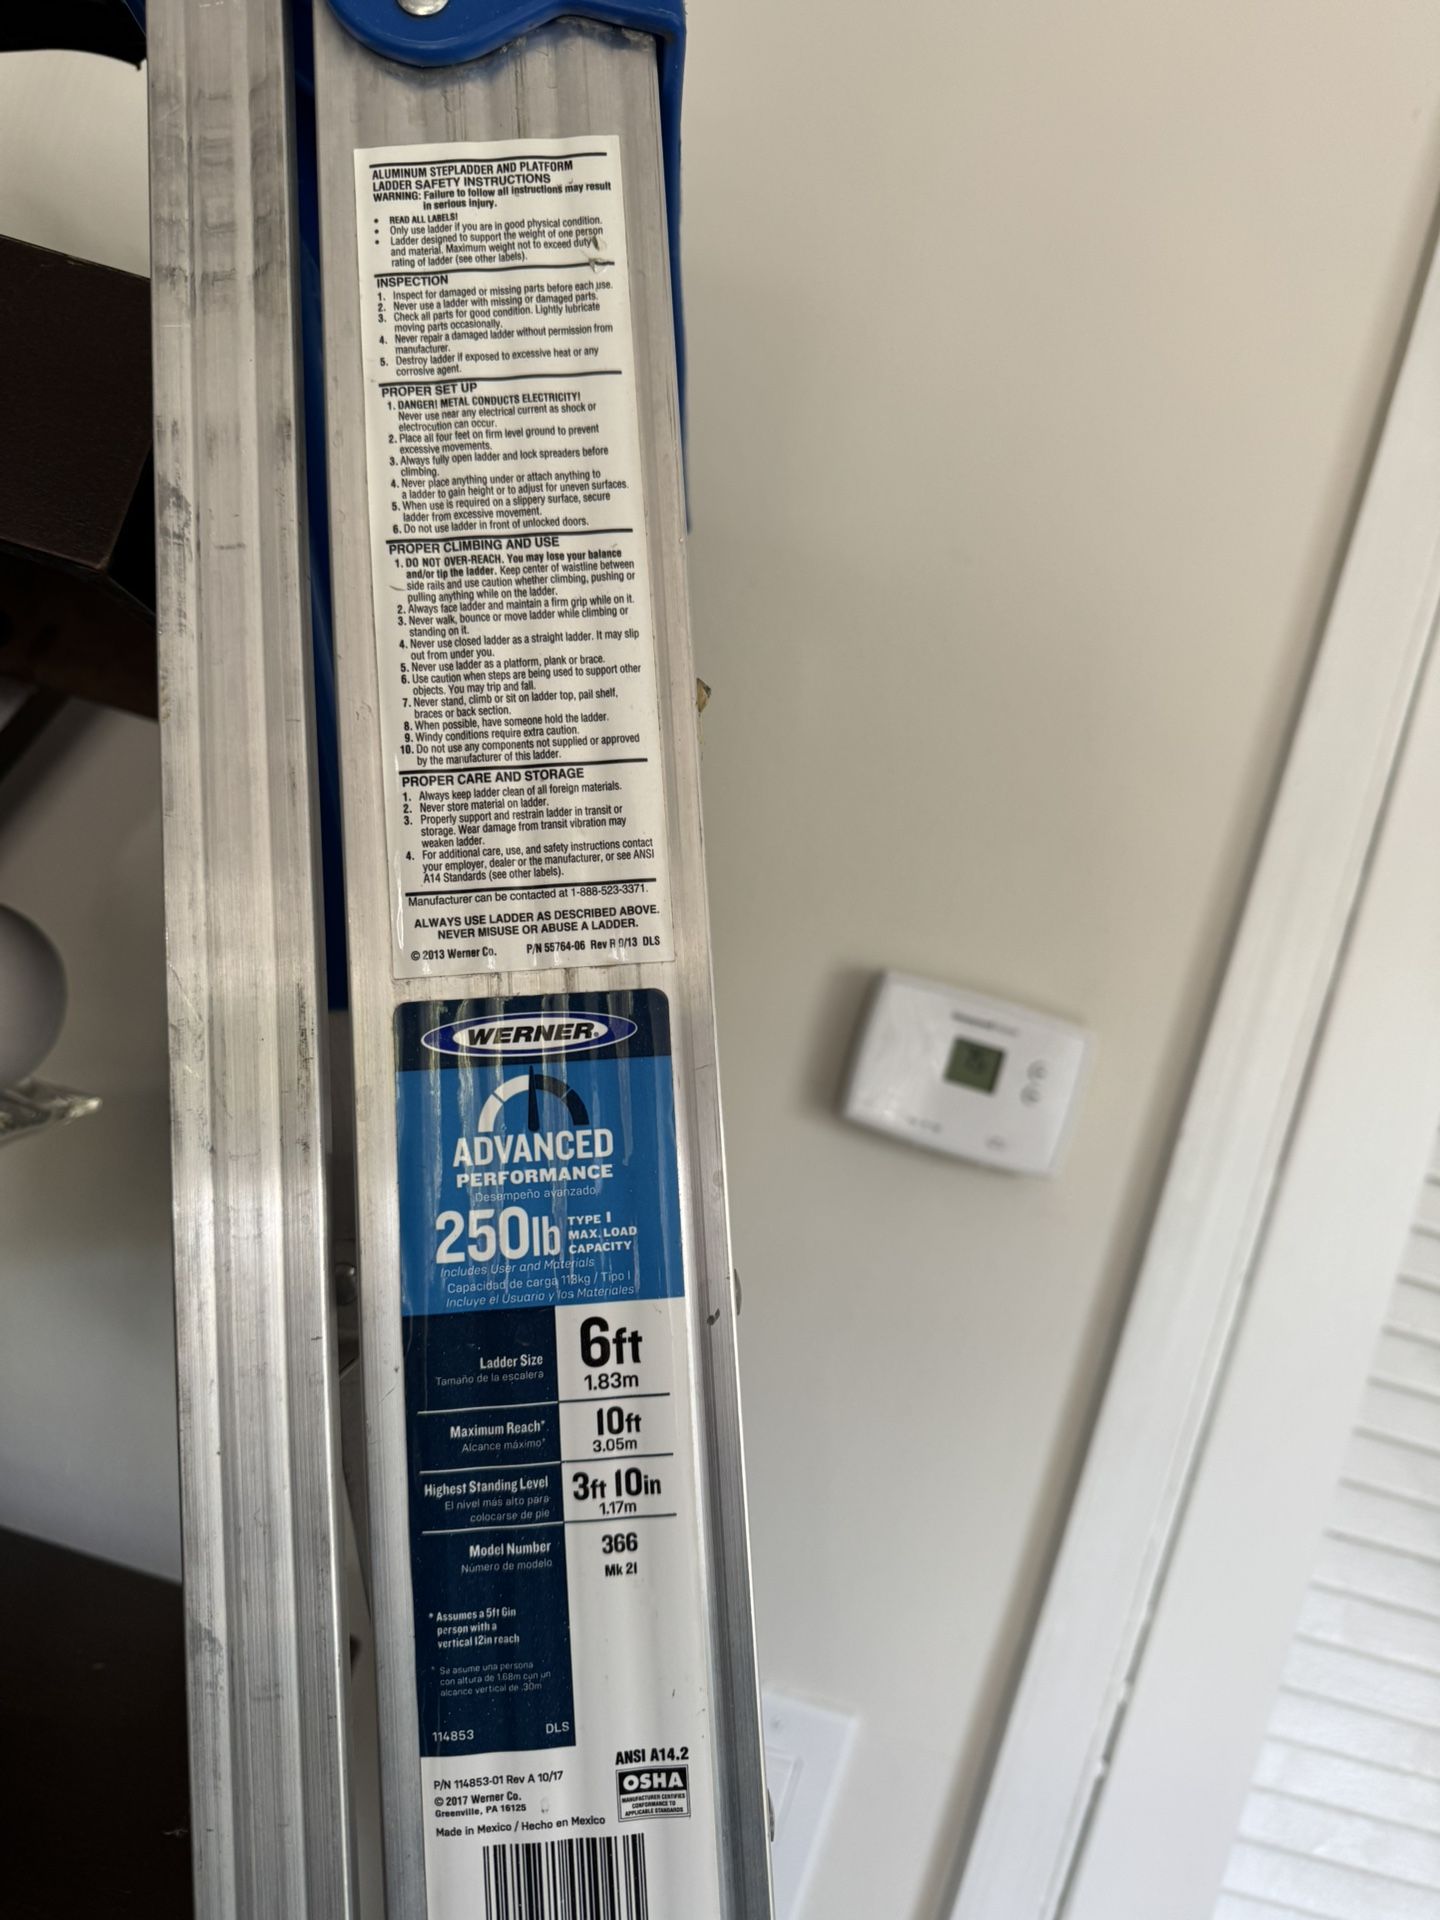 ALUMINUM STEPLADDER AND PLATFORM
LADDER SAFETY INSTRUCTIONS
WARNING: Failure to follow all instructions may result
in serious injury.
• READ ALL LABELS!
• Only use ladder if you are in good physical condition.
• Ladder designed to support the weight of one person
and material. Maximum weight not to exceed duty
rating of ladder (see other labels).
INSPECTION
1. Inspect for damaged or missing parts before each use.
2. Never use a ladder with missing or damaged parts.
3. Check all parts for good condition. Lightly lubricate
moving parts occasionally.
4. Never repair a damaged ladder without permission from
manufacturer.
5. Destroy ladder if exposed to excessive heat or any
corrosive agent.
PROPER SET UP
1. DANGER! METAL CONDUCTS ELECTRICITY!
Never use near any electrical current as shock or
electrocution can occur.
2. Place all four feet on firm level ground to prevent
excessive movements.
3. Always fully open ladder and lock spreaders before
climbing.
4. Never place anything under or attach anything to
a ladder to gain height or to adjust for uneven surfaces.
5. When use is required on a slippery surface, secure
ladder from excessive movement.
6. Do not use ladder in front of unlocked doors.
PROPER CLIMBING AND USE
1. DO NOT OVER-REACH. You may lose your balance
and/or tip the ladder. Keep center of waistline between
side rails and use caution whether climbing, pushing or
pulling anything while on the ladder.
2. Always face ladder and maintain a firm grip while on it.
3. Never walk, bounce or move ladder while climbing or
standing on it.
4. Never use closed ladder as a straight ladder. It may slip
out from under you.
5. Never use ladder as a platform, plank or brace.
6. Use caution when steps are being used to support other
objects. You may trip and fall.
7. Never stand, climb or sit on ladder top, pail shelf,
braces or back section.
8. When possible, have someone hold the ladder.
9. Windy conditions require extra caution.
10. Do not use any components not supplied or approved
by the manufacturer of this ladder.
PROPER CARE AND STORAGE
1. Always keep ladder clean of all foreign materials.
2. Never store material on ladder.
3. Properly support and restrain ladder in transit or
storage. Wear damage from transit vibration may
weaken ladder.
4. For additional care, use, and safety instructions contact
your employer, dealer or the manufacturer, or see ANSI
A14 Standards (see other labels).
Manufacturer can be contacted at 1-888-523-3371.
ALWAYS USE LADDER AS DESCRIBED ABOVE.
NEVER MISUSE OR ABUSE A LADDER.
© 2013 Werner Co. P/N 55764-06 Rev R 9/13 DLS
WERNER®
ADVANCED
PERFORMANCE
Desempeño avanzado
250lb TYPE I MAX. LOAD CAPACITY
Includes User and Materials
Capacidad de carga 113kg / Tipo I
Incluye el Usuario y los Materiales
Ladder Size 6ft
Tamaño de la escalera 1.83m
Maximum Reach* 10ft
Alcance máximo* 3.05m
Highest Standing Level 3ft 10in
El nivel más alto para 1.17m
colocarse de pie
Model Number 366
Número de modelo Mk 21
* Assumes a 5ft 6in
person with a
vertical 12in reach
* Se asume una persona
con altura de 1.68m con un
alcance vertical de .30m
114853 DLS
ANSI A14.2
OSHA
MANUFACTURER CERTIFIES
CONFORMANCE TO
APPLICABLE STANDARDS
P/N 114853-01 Rev A 10/17
© 2017 Werner Co.
Greenville, PA 16125
Made in Mexico / Hecho en Mexico